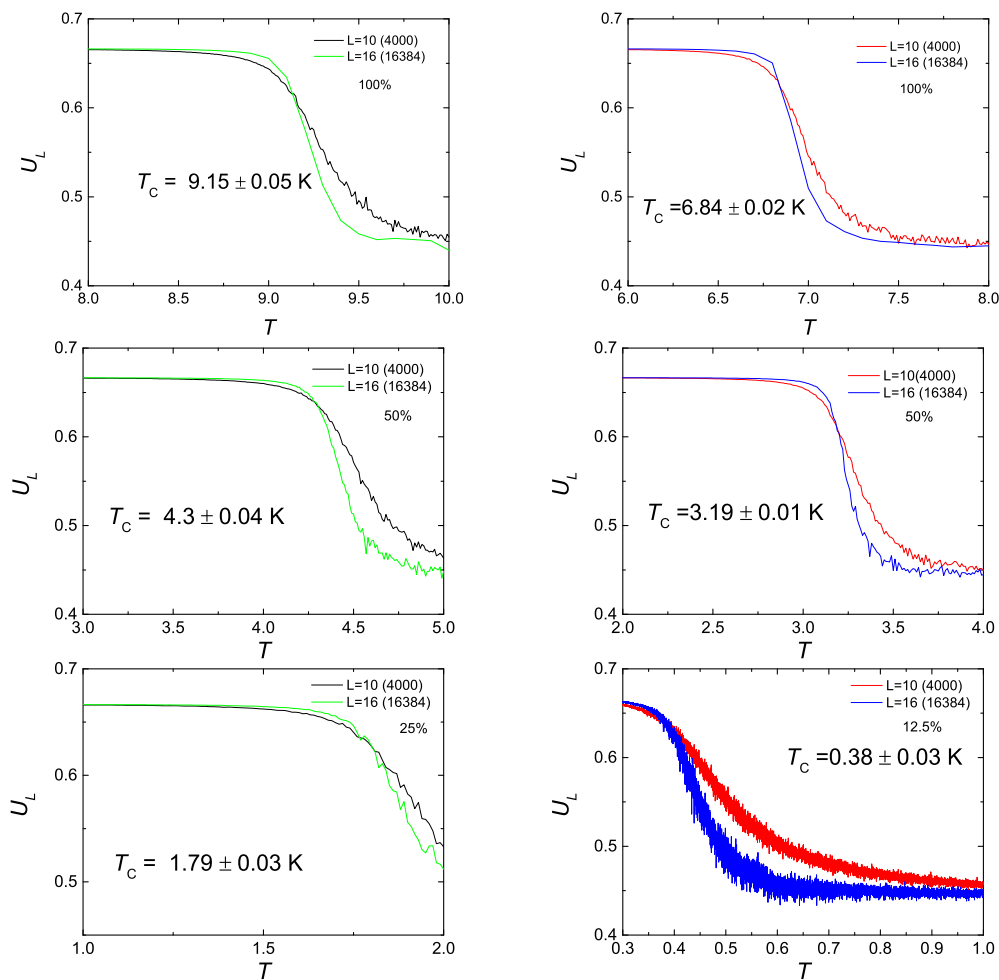 0.7
0.6
0.5
0.4
U_L
L=10 (4000)
L=16 (16384)
100%
T_C = 9.15 ± 0.05 K
8.0 8.5 9.0 9.5 10.0
T
0.7
0.6
0.5
0.4
U_L
L=10 (4000)
L=16 (16384)
100%
T_C =6.84 ± 0.02 K
6.0 6.5 7.0 7.5 8.0
T
0.7
0.6
0.5
0.4
U_L
L=10 (4000)
L=16 (16384)
50%
T_C = 4.3 ± 0.04 K
3.0 3.5 4.0 4.5 5.0
T
0.7
0.6
0.5
0.4
U_L
L=10(4000)
L=16 (16384)
50%
T_C =3.19 ± 0.01 K
2.0 2.5 3.0 3.5 4.0
T
0.7
0.6
0.5
U_L
L=10 (4000)
L=16 (16384)
25%
T_C = 1.79 ± 0.03 K
1.0 1.5 2.0
T
0.7
0.6
0.5
0.4
U_L
L=10 (4000)
L=16 (16384)
12.5%
T_C =0.38 ± 0.03 K
0.3 0.4 0.5 0.6 0.7 0.8 0.9 1.0
T